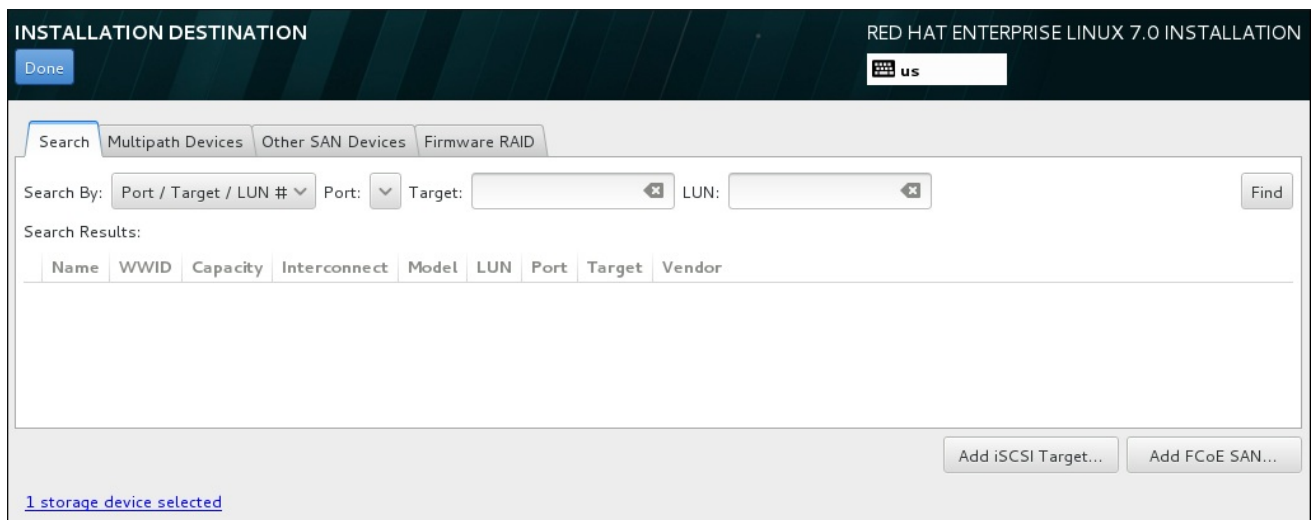 INSTALLATION DESTINATION
RED HAT ENTERPRISE LINUX 7.0 INSTALLATION
Done
us
Search Multipath Devices Other SAN Devices Firmware RAID
Search By: Port / Target / LUN # Port: Target: LUN: Find
Search Results:
Name WWID Capacity Interconnect Model LUN Port Target Vendor
Add iSCSI Target... Add FCoE SAN...
1 storage device selected